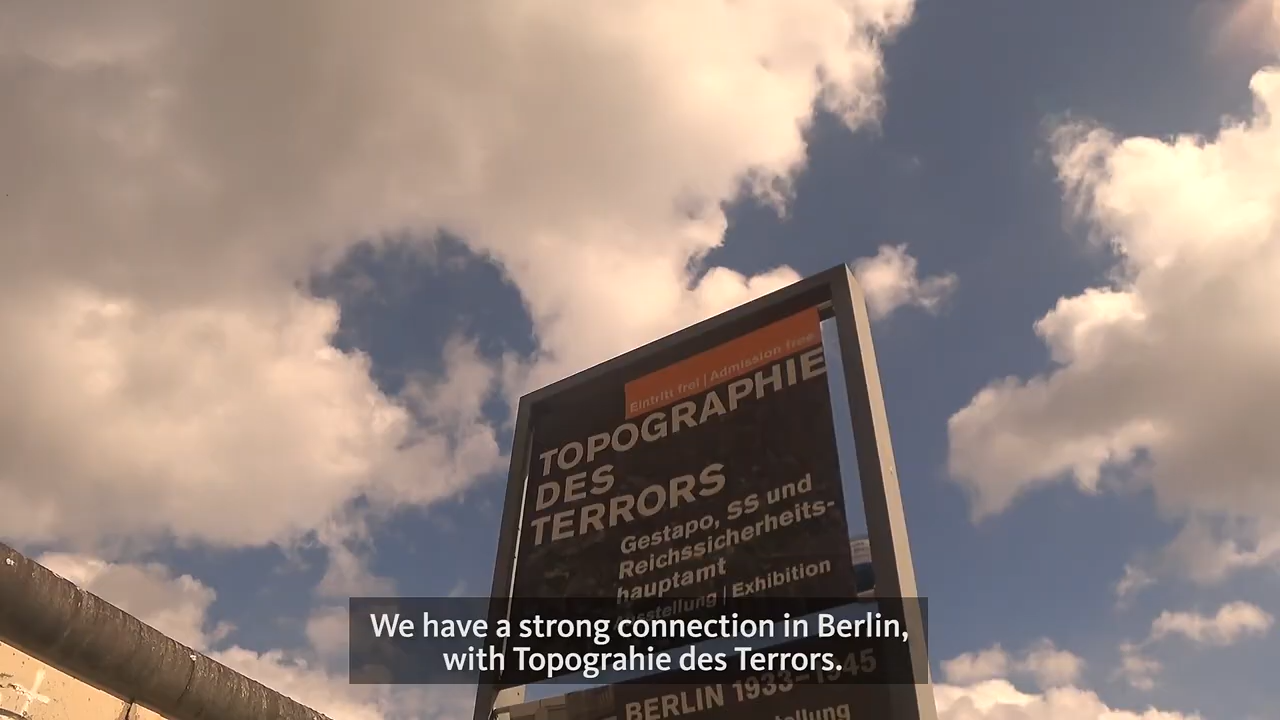 Eintritt frei | Admission free
TOPOGRAPHIE
DES
TERRORS
Gestapo, SS und
Reichssicherheits-
hauptamt
| Exhibition
We have a strong connection in Berlin,
with Topograhie des Terrors.
BERLIN 1933–1945